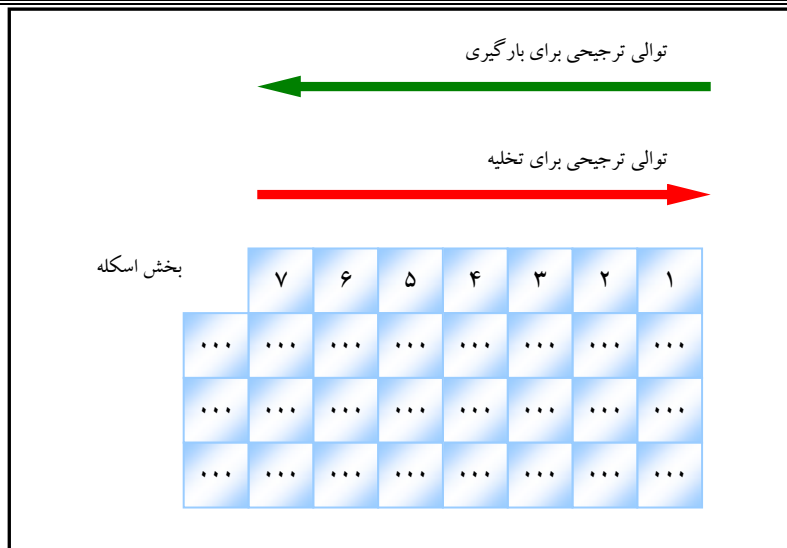 توالی ترجیحی برای بارگیری
توالی ترجیحی برای تخلیه
بخش اسکله
۱ ۲ ۳ ۴ ۵ ۶ ۷
... ... ... ... ... ... ... ...
... ... ... ... ... ... ... ...
... ... ... ... ... ... ... ...